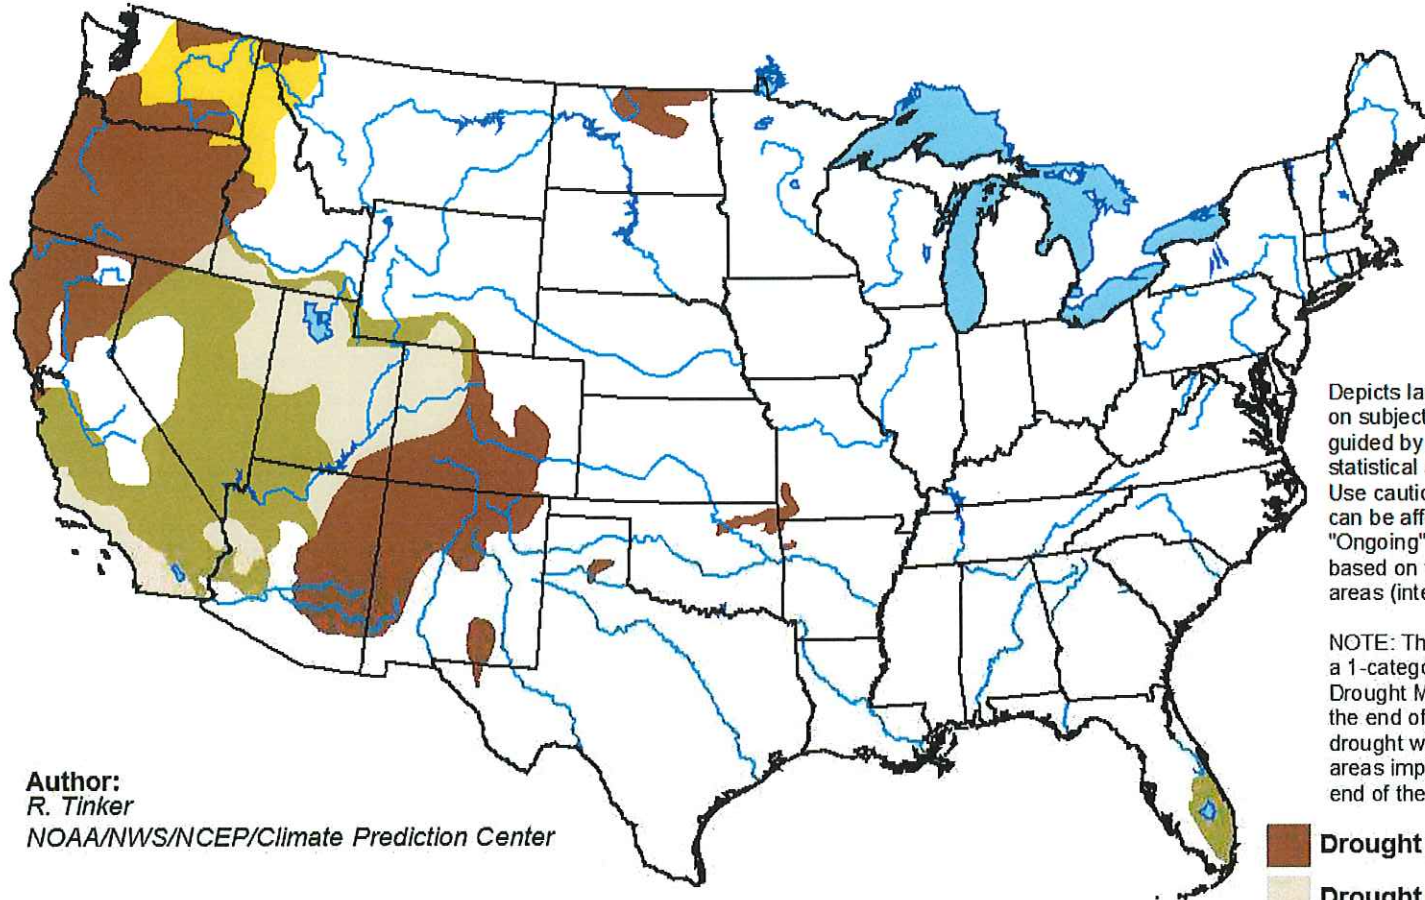 Depicts la
on subject
guided by
statistical
Use cautio
can be affe
"Ongoing"
based on
areas (inte
NOTE: Th
a 1-catego
Drought M
the end of
drought w
areas imp
end of the
Author:
R. Tinker
NOAA/NWS/NCEP/Climate Prediction Center
Drought
Drought